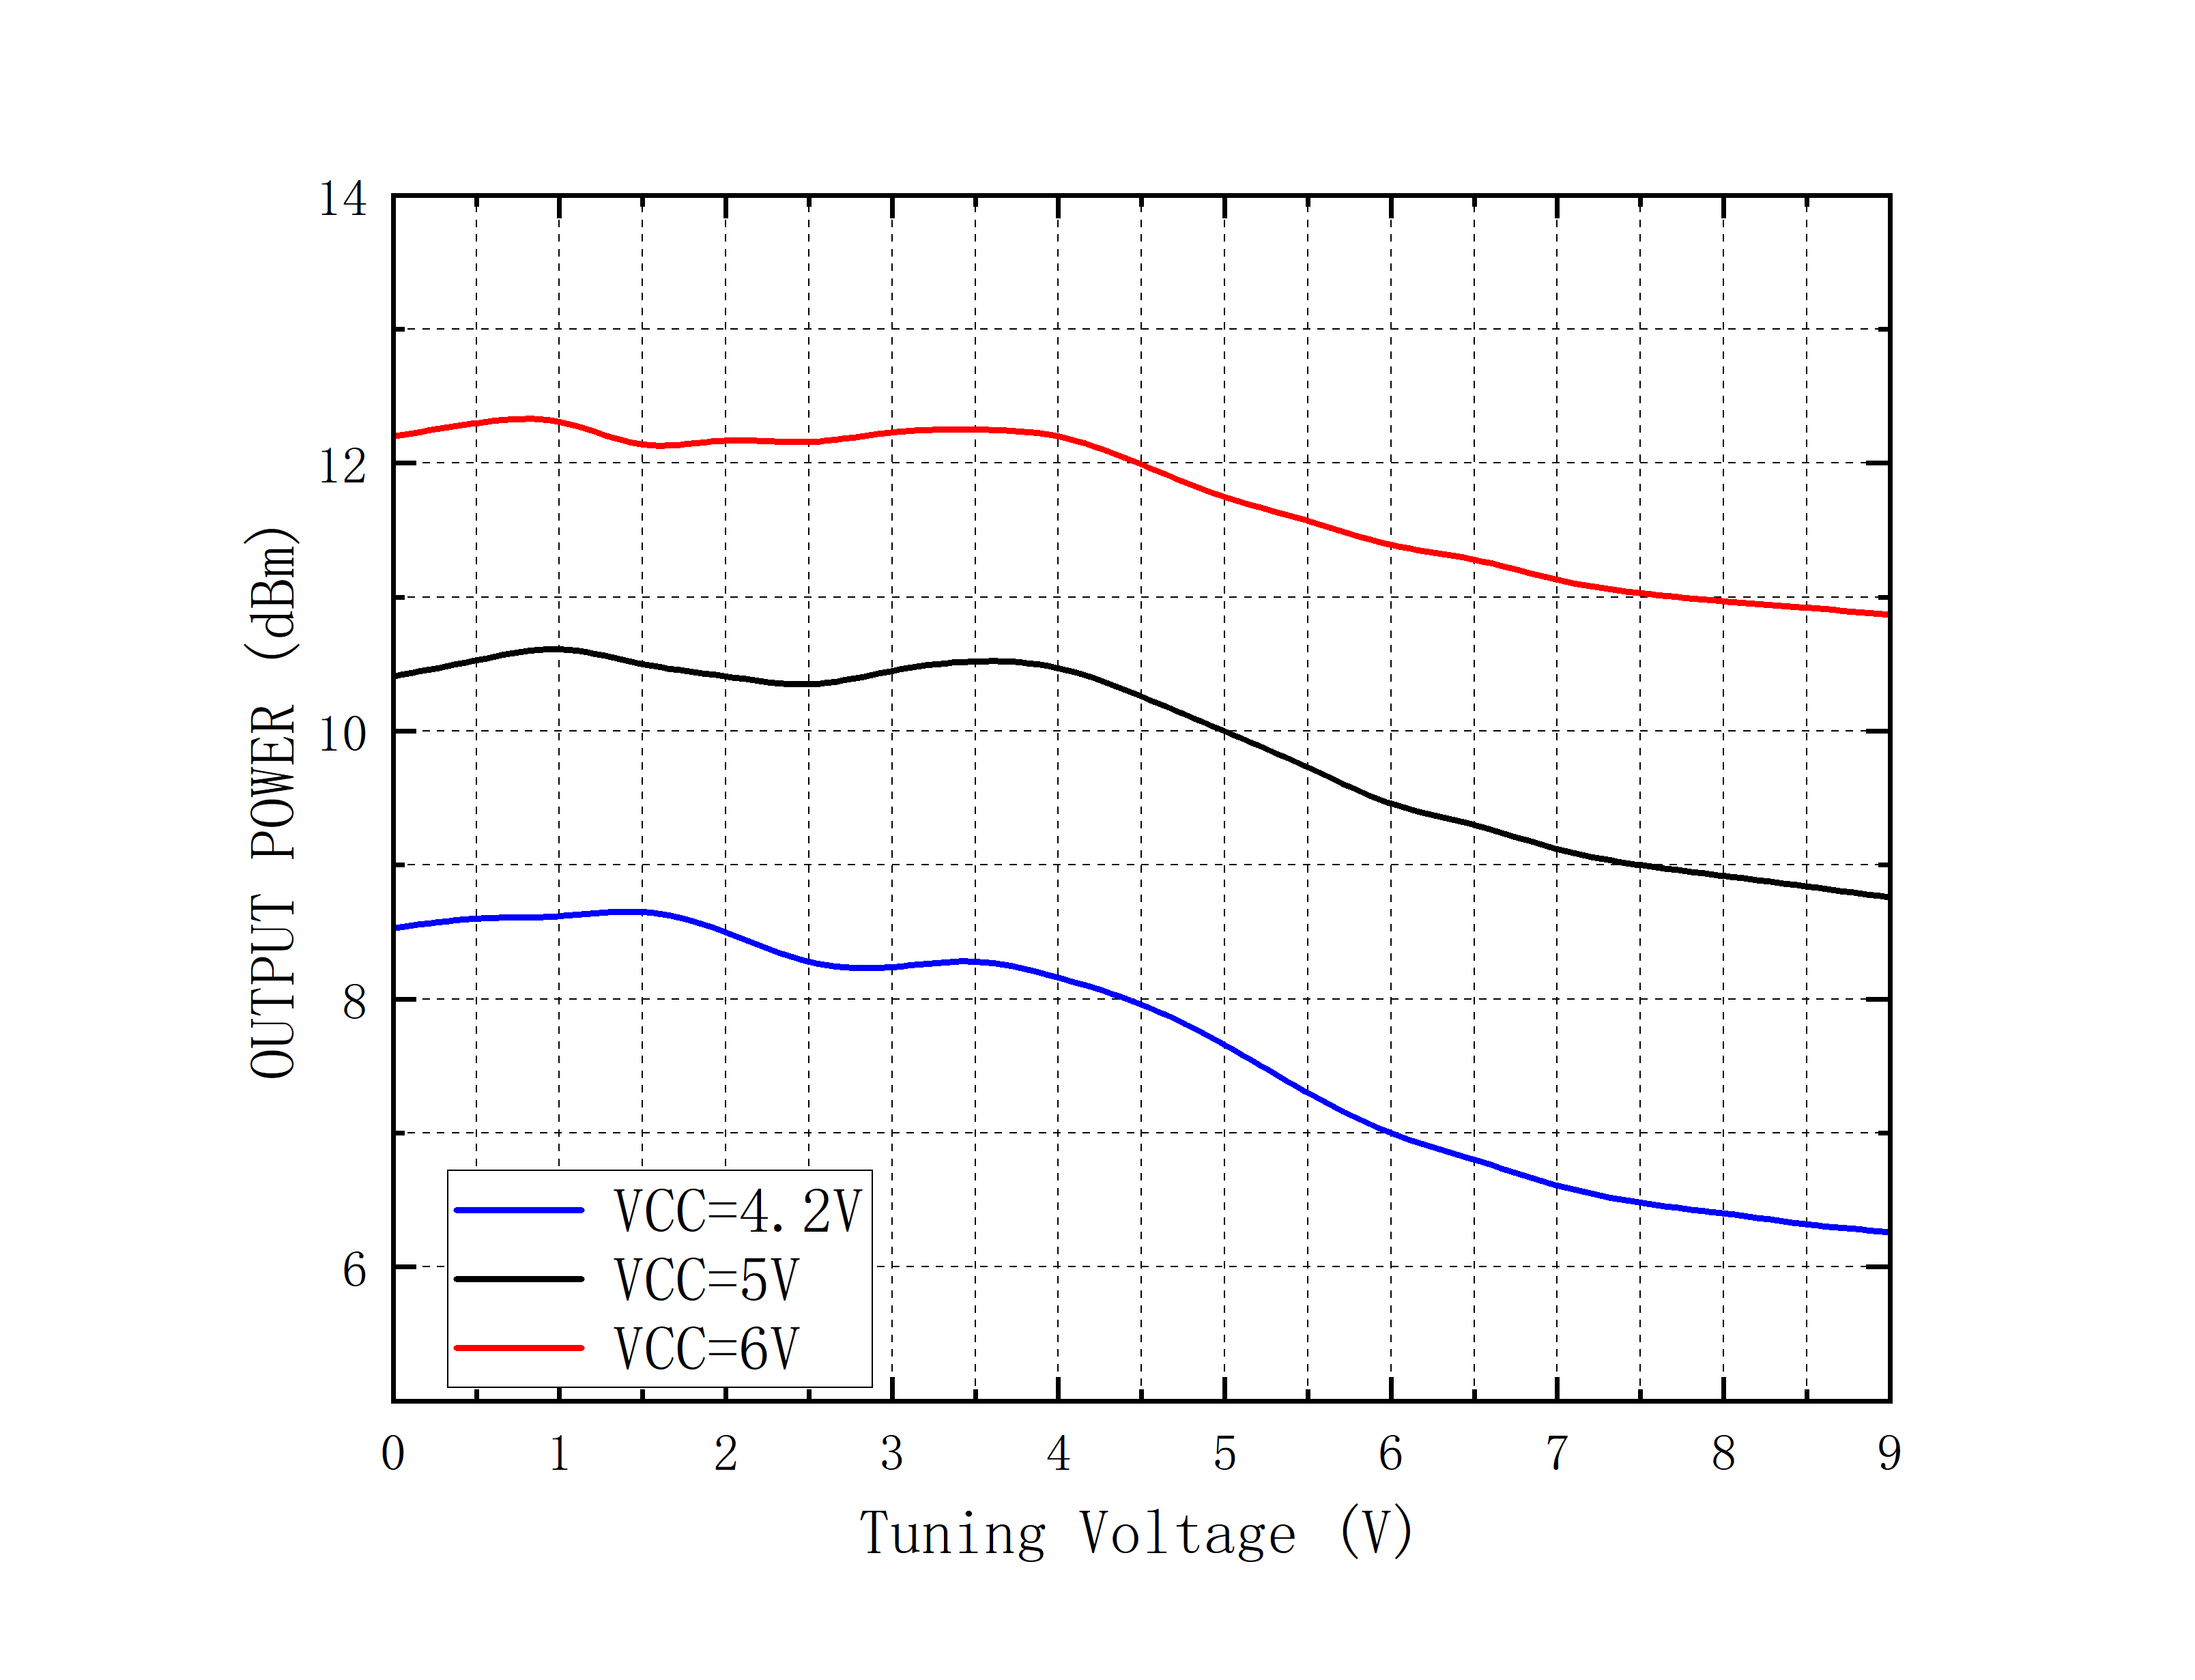 14
12
10
8
6
OUTPUT POWER (dBm)
VCC=4.2V
VCC=5V
VCC=6V
0 1 2 3 4 5 6 7 8 9
Tuning Voltage (V)